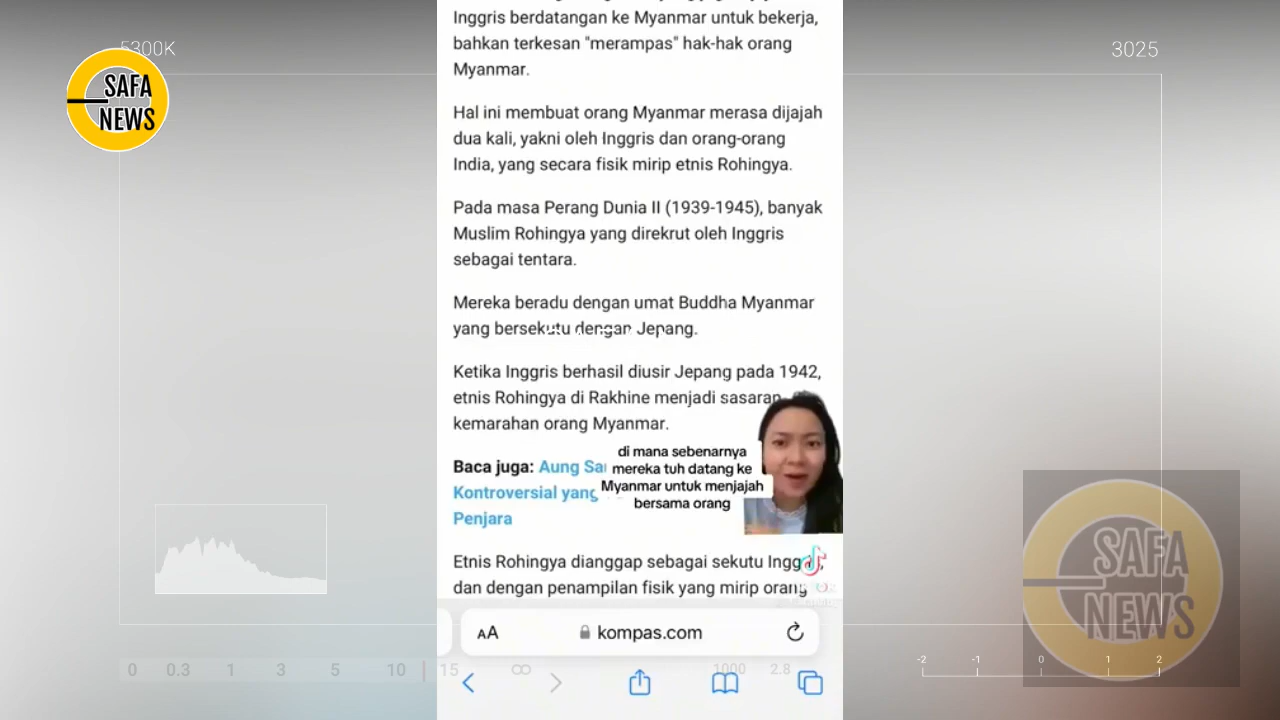 5300K
3025
SAFA
NEWS
Inggris berdatangan ke Myanmar untuk bekerja,
bahkan terkesan "merampas" hak-hak orang
Myanmar.
Hal ini membuat orang Myanmar merasa dijajah
dua kali, yakni oleh Inggris dan orang-orang
India, yang secara fisik mirip etnis Rohingya.
Pada masa Perang Dunia II (1939-1945), banyak
Muslim Rohingya yang direkrut oleh Inggris
sebagai tentara.
Mereka beradu dengan umat Buddha Myanmar
yang bersekutu dengan Jepang.
Ketika Inggris berhasil diusir Jepang pada 1942,
etnis Rohingya di Rakhine menjadi sasaran
kemarahan orang Myanmar.
Baca juga: Aung
Kontroversial yang
Penjara
di mana sebenarnya
mereka tuh datang ke
Myanmar untuk menjajah
bersama orang
Etnis Rohingya dianggap sebagai sekutu
dan dengan penampilan fisik yang mirip orang
AA
kompas.com
SAFA
NEWS
0 0.3 1 3 5 10 15 ∞ 1000 2.8
-2 -1 0 1 2